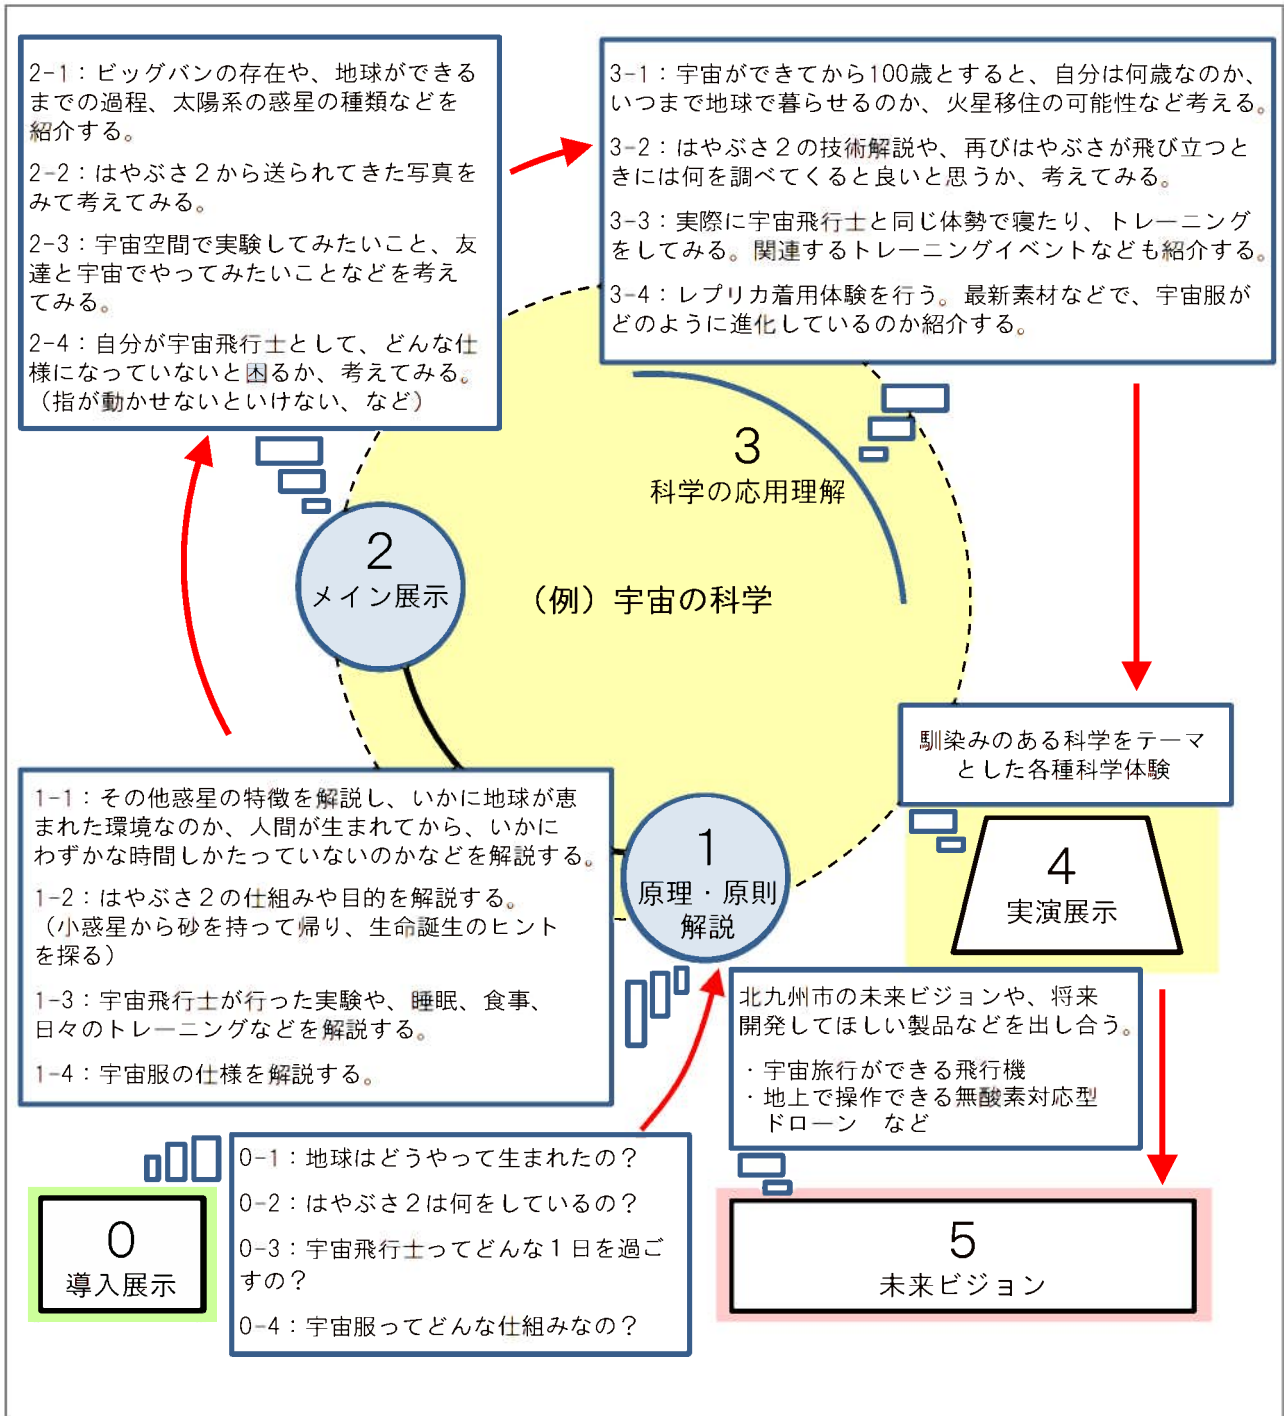 2-1：ビッグバンの存在や、地球ができる
までの過程、太陽系の惑星の種類などを
紹介する。
2-2：はやぶさ２から送られてきた写真を
みて考えてみる。
2-3：宇宙空間で実験してみたいこと、友
達と宇宙でやってみたいことなどを考え
てみる。
2-4：自分が宇宙飛行士として、どんな仕
様になっていないと困るか、考えてみる。
（指が動かせないといけない、など）
3-1：宇宙ができてから100歳とすると、自分は何歳なのか、
いつまで地球で暮らせるのか、火星移住の可能性など考える。
3-2：はやぶさ２の技術解説や、再びはやぶさが飛び立つと
きには何を調べてくると良いと思うか、考えてみる。
3-3：実際に宇宙飛行士と同じ体勢で寝たり、トレーニング
をしてみる。関連するトレーニングイベントなども紹介する。
3-4：レプリカ着用体験を行う。最新素材などで、宇宙服が
どのように進化しているのか紹介する。
3
科学の応用理解
2
メイン展示
（例）宇宙の科学
馴染みのある科学をテーマ
とした各種科学体験
1-1：その他惑星の特徴を解説し、いかに地球が恵
まれた環境なのか、人間が生まれてから、いかに
わずかな時間しかたっていないのかなどを解説する。
1-2：はやぶさ２の仕組みや目的を解説する。
（小惑星から砂を持って帰り、生命誕生のヒント
を探る）
1-3：宇宙飛行士が行った実験や、睡眠、食事、
日々のトレーニングなどを解説する。
1-4：宇宙服の仕様を解説する。
1
原理・原則
解説
4
実演展示
北九州市の未来ビジョンや、将来
開発してほしい製品などを出し合う。
・宇宙旅行ができる飛行機
・地上で操作できる無酸素対応型
ドローン　など
0-1：地球はどうやって生まれたの？
0-2：はやぶさ２は何をしているの？
0-3：宇宙飛行士ってどんな１日を過ご
すの？
0-4：宇宙服ってどんな仕組みなの？
0
導入展示
5
未来ビジョン